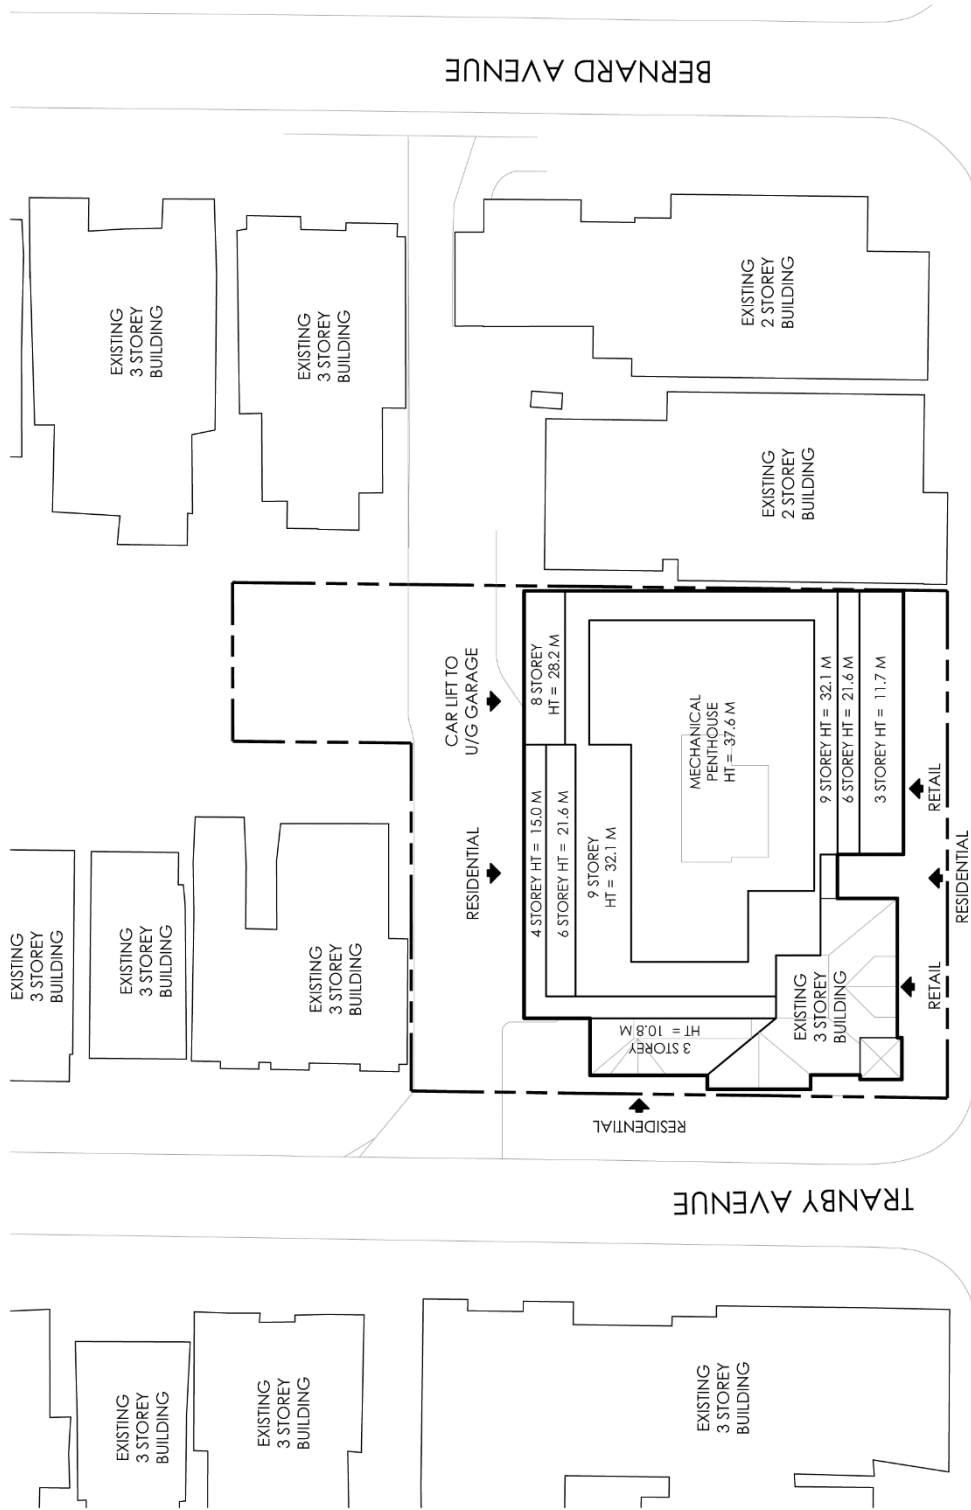 BERNARD AVENUE
EXISTING
3 STOREY
BUILDING
EXISTING
3 STOREY
BUILDING
EXISTING
2 STOREY
BUILDING
EXISTING
2 STOREY
BUILDING
CAR LIFT TO
U/G GARAGE
8 STOREY
HT = 28.2 M
MECHANICAL
PENTHOUSE
HT = 37.6 M
9 STOREY HT = 32.1 M
6 STOREY HT = 21.6 M
3 STOREY HT = 11.7 M
RETAIL
RESIDENTIAL
4 STOREY HT = 15.0 M
6 STOREY HT = 21.6 M
9 STOREY
HT = 32.1 M
RESIDENTIAL
EXISTING
3 STOREY
BUILDING
EXISTING
3 STOREY
BUILDING
EXISTING
3 STOREY
BUILDING
3 STOREY
HT = 10.8 M
EXISTING
3 STOREY
BUILDING
RETAIL
RESIDENTIAL
TRANBY AVENUE
EXISTING
3 STOREY
BUILDING
EXISTING
3 STOREY
BUILDING
EXISTING
3 STOREY
BUILDING